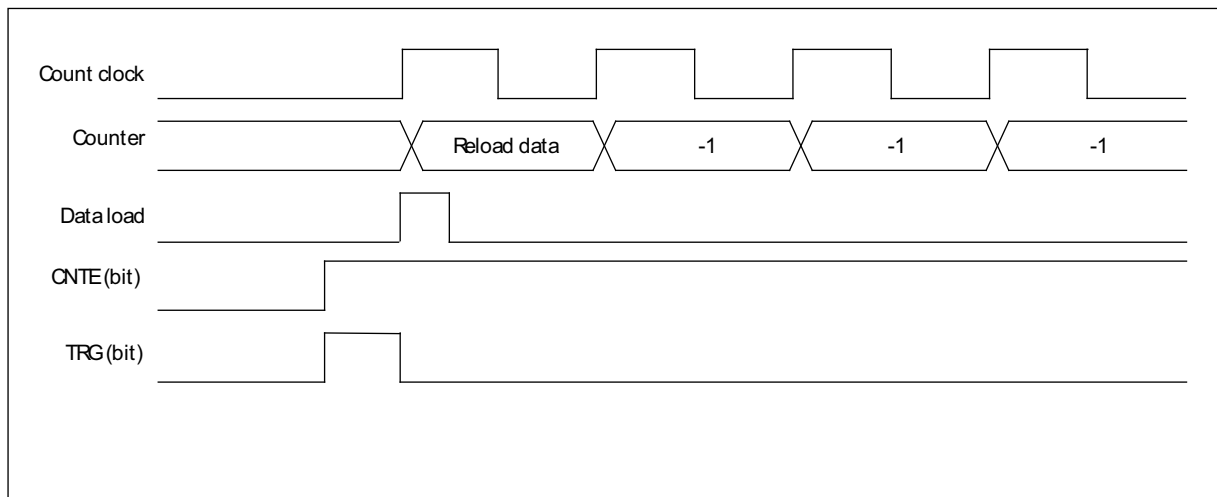 Count clock
Counter
Reload data
-1
-1
-1
Data load
CNTE (bit)
TRG (bit)